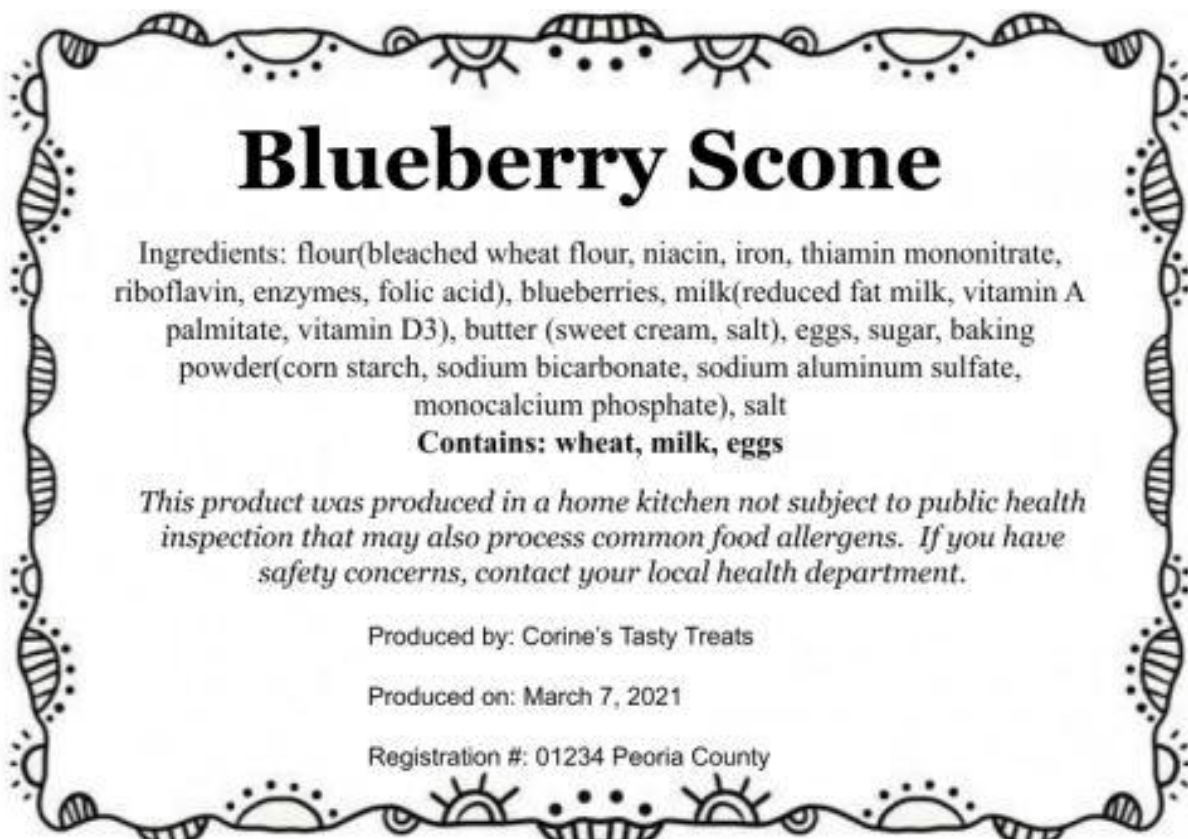 Blueberry Scone
Ingredients: flour(bleached wheat flour, niacin, iron, thiamin mononitrate,
riboflavin, enzymes, folic acid), blueberries, milk(reduced fat milk, vitamin A
palmitate, vitamin D3), butter (sweet cream, salt), eggs, sugar, baking
powder(corn starch, sodium bicarbonate, sodium aluminum sulfate,
monocalcium phosphate), salt
Contains: wheat, milk, eggs
This product was produced in a home kitchen not subject to public health
inspection that may also process common food allergens.  If you have
safety concerns, contact your local health department.
Produced by: Corine's Tasty Treats
Produced on: March 7, 2021
Registration #: 01234 Peoria County